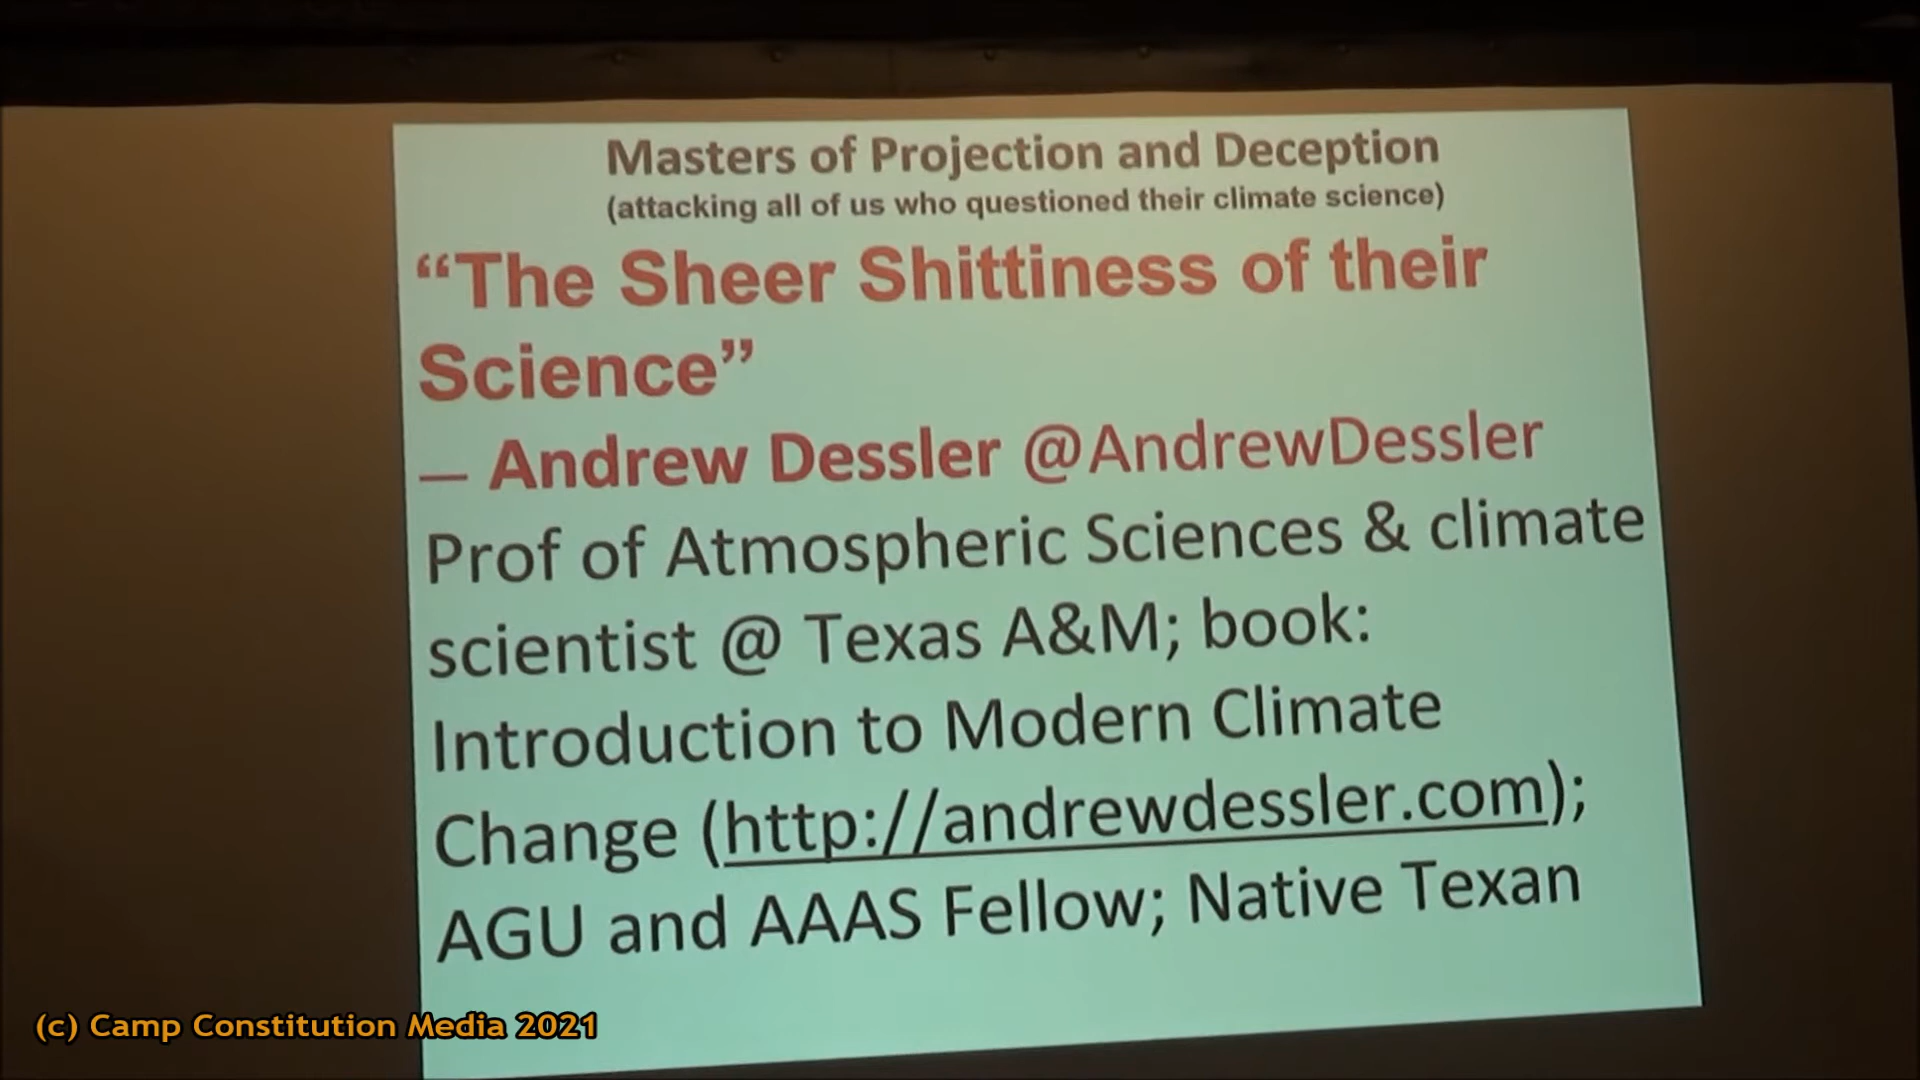 Masters of Projection and Deception
(attacking all of us who questioned their climate science)
“The Sheer Shittiness of their
Science”
— Andrew Dessler @AndrewDessler
Prof of Atmospheric Sciences & climate
scientist @ Texas A&M; book:
Introduction to Modern Climate
Change (http://andrewdessler.com);
AGU and AAAS Fellow; Native Texan
(c) Camp Constitution Media 2021